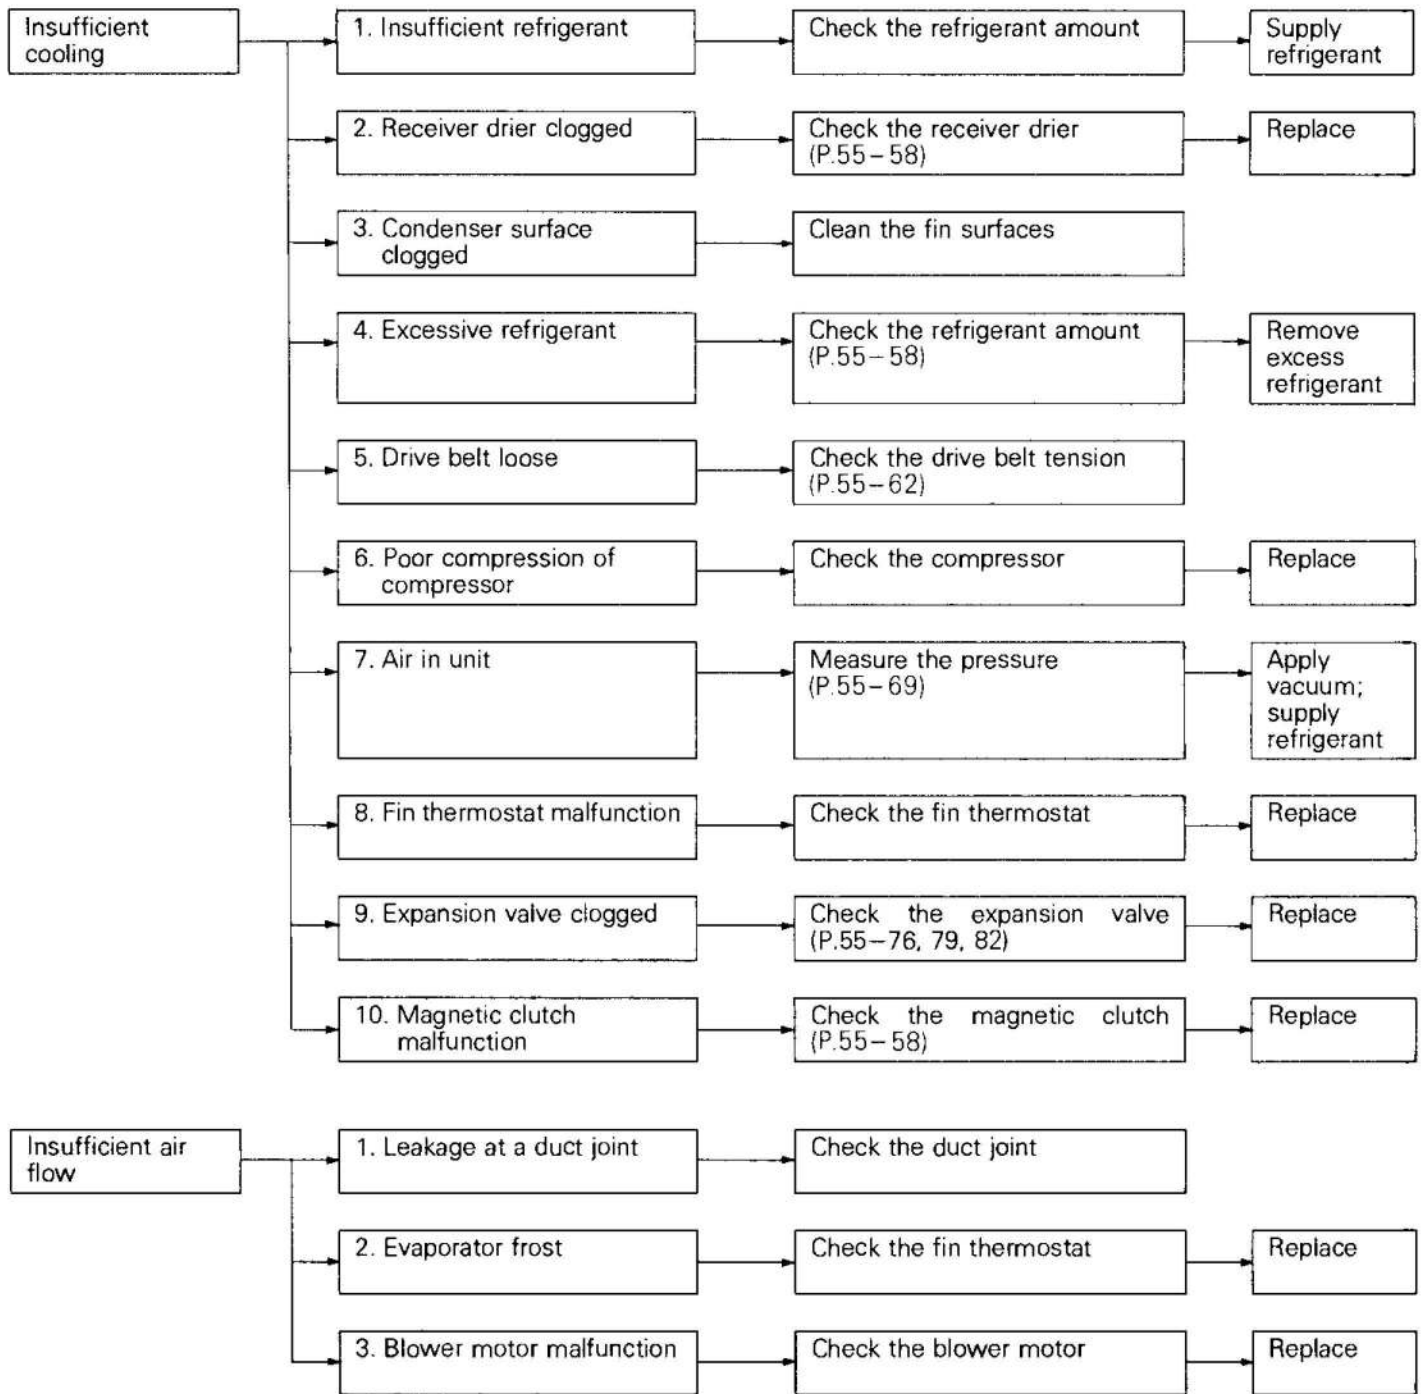 Insufficient
cooling
1. Insufficient refrigerant
Check the refrigerant amount
Supply
refrigerant
2. Receiver drier clogged
Check the receiver drier
(P.55–58)
Replace
3. Condenser surface
clogged
Clean the fin surfaces
4. Excessive refrigerant
Check the refrigerant amount
(P.55–58)
Remove
excess
refrigerant
5. Drive belt loose
Check the drive belt tension
(P.55–62)
6. Poor compression of
compressor
Check the compressor
Replace
7. Air in unit
Measure the pressure
(P.55–69)
Apply
vacuum;
supply
refrigerant
8. Fin thermostat malfunction
Check the fin thermostat
Replace
9. Expansion valve clogged
Check the expansion valve
(P.55–76, 79, 82)
Replace
10. Magnetic clutch
malfunction
Check the magnetic clutch
(P.55–58)
Replace
Insufficient air
flow
1. Leakage at a duct joint
Check the duct joint
2. Evaporator frost
Check the fin thermostat
Replace
3. Blower motor malfunction
Check the blower motor
Replace